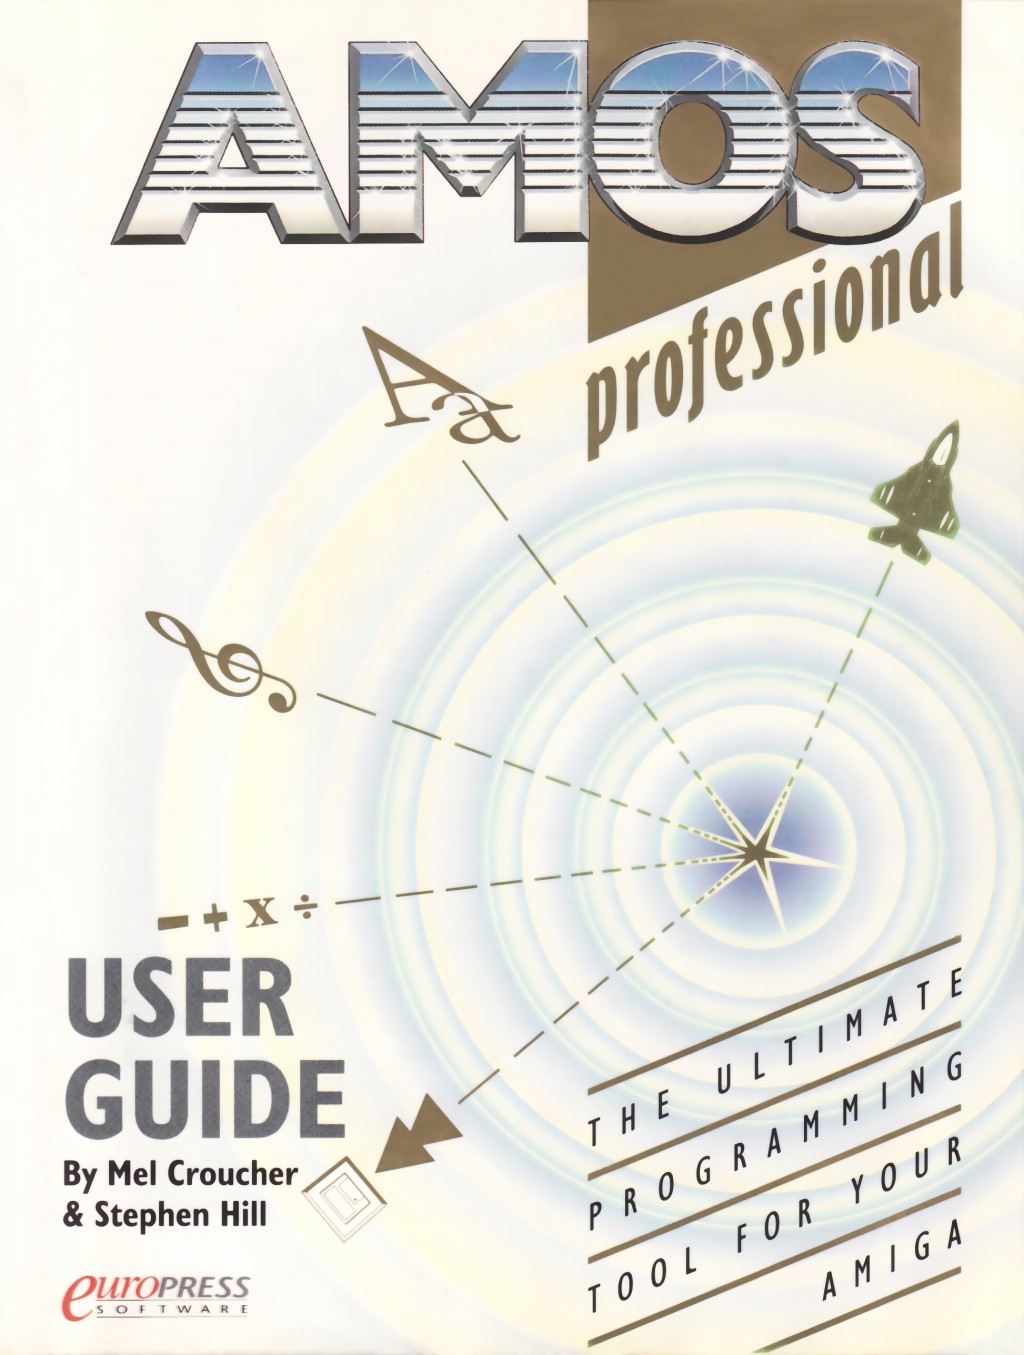 AMOS
professional
Aa
- + x ÷
USER
GUIDE
By Mel Croucher
& Stephen Hill
euroPRESS
SOFTWARE
THE ULTIMATE
PROGRAMMING
TOOL FOR YOUR
AMIGA